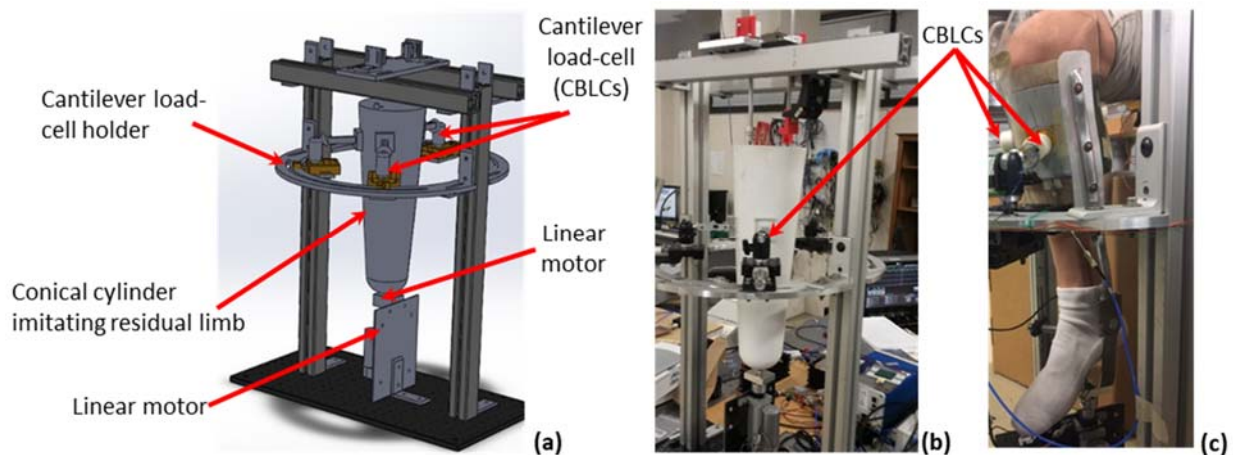 Cantilever
load-cell
(CBLCs)
Cantilever load-
cell holder
Linear
motor
Conical cylinder
imitating residual limb
Linear motor
(a)
CBLCs
(b)
(c)